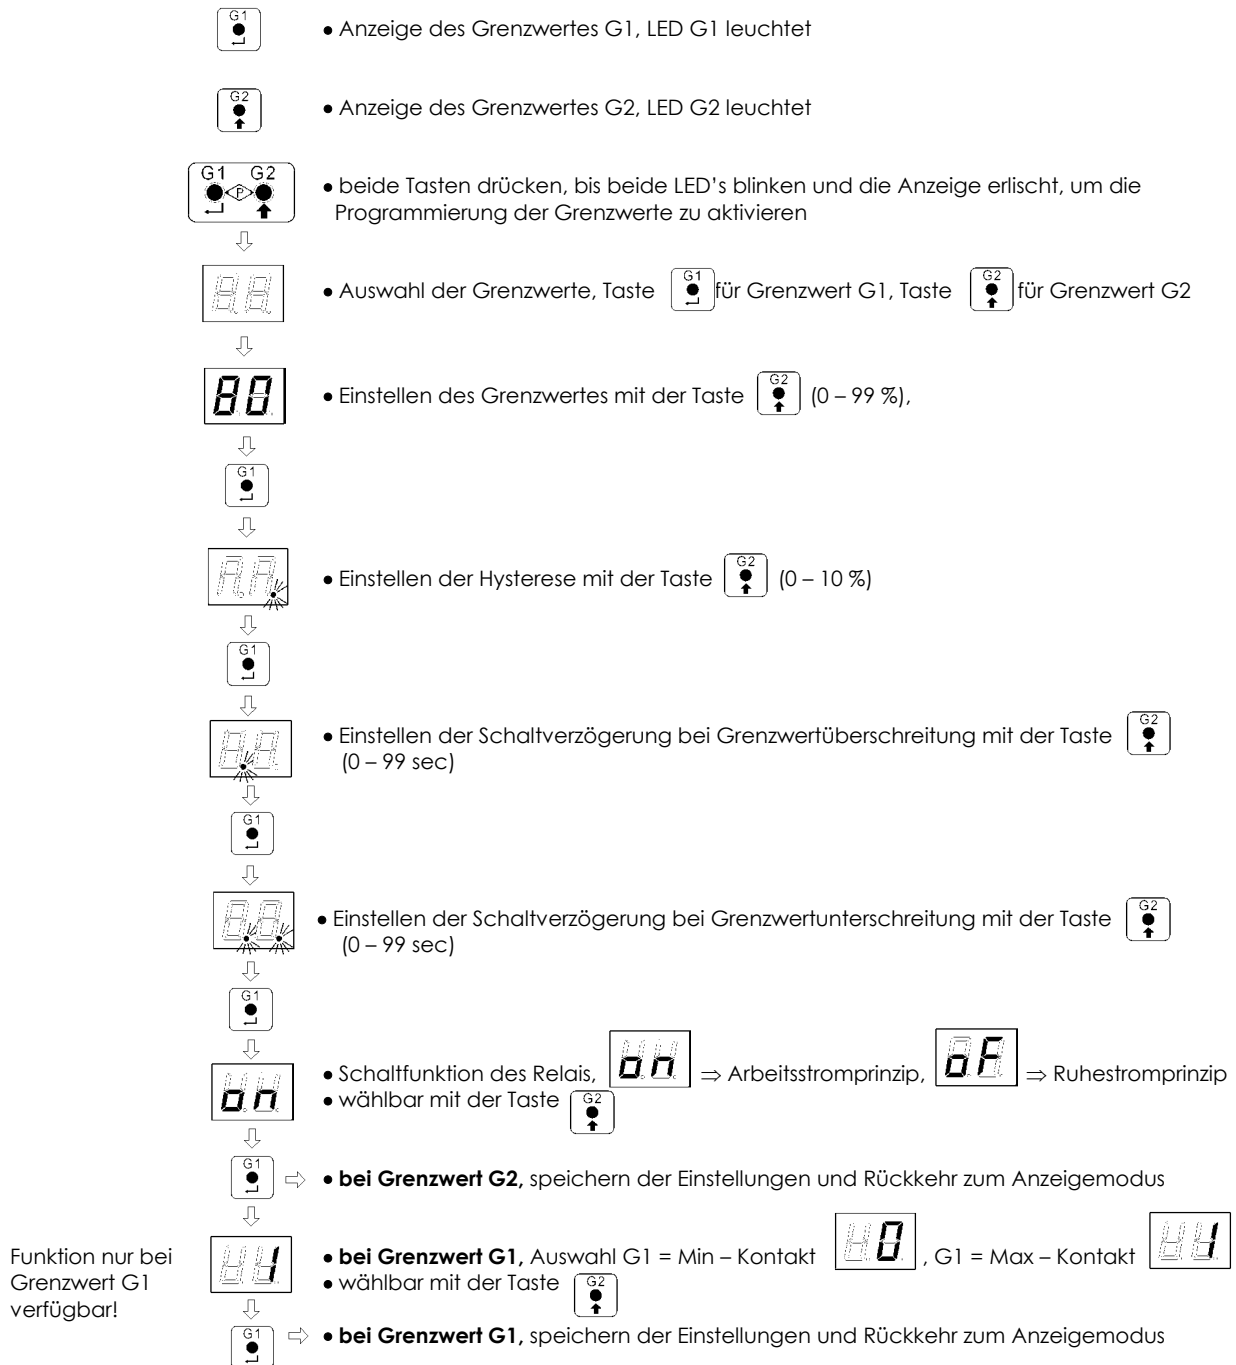 G1
● Anzeige des Grenzwertes G1, LED G1 leuchtet
G2
● Anzeige des Grenzwertes G2, LED G2 leuchtet
G1 P G2
● beide Tasten drücken, bis beide LED's blinken und die Anzeige erlischt, um die
Programmierung der Grenzwerte zu aktivieren
● Auswahl der Grenzwerte, Taste G1 für Grenzwert G1, Taste G2 für Grenzwert G2
80
● Einstellen des Grenzwertes mit der Taste G2 (0 – 99 %),
G1
● Einstellen der Hysterese mit der Taste G2 (0 – 10 %)
G1
● Einstellen der Schaltverzögerung bei Grenzwertüberschreitung mit der Taste G2
(0 – 99 sec)
G1
● Einstellen der Schaltverzögerung bei Grenzwertunterschreitung mit der Taste G2
(0 – 99 sec)
G1
on
● Schaltfunktion des Relais, on ⇒ Arbeitsstromprinzip, oF ⇒ Ruhestromprinzip
● wählbar mit der Taste G2
G1 ⇨ ● bei Grenzwert G2, speichern der Einstellungen und Rückkehr zum Anzeigemodus
Funktion nur bei
Grenzwert G1
verfügbar!
1
● bei Grenzwert G1, Auswahl G1 = Min – Kontakt 0 , G1 = Max – Kontakt 1
● wählbar mit der Taste G2
G1 ⇨ ● bei Grenzwert G1, speichern der Einstellungen und Rückkehr zum Anzeigemodus